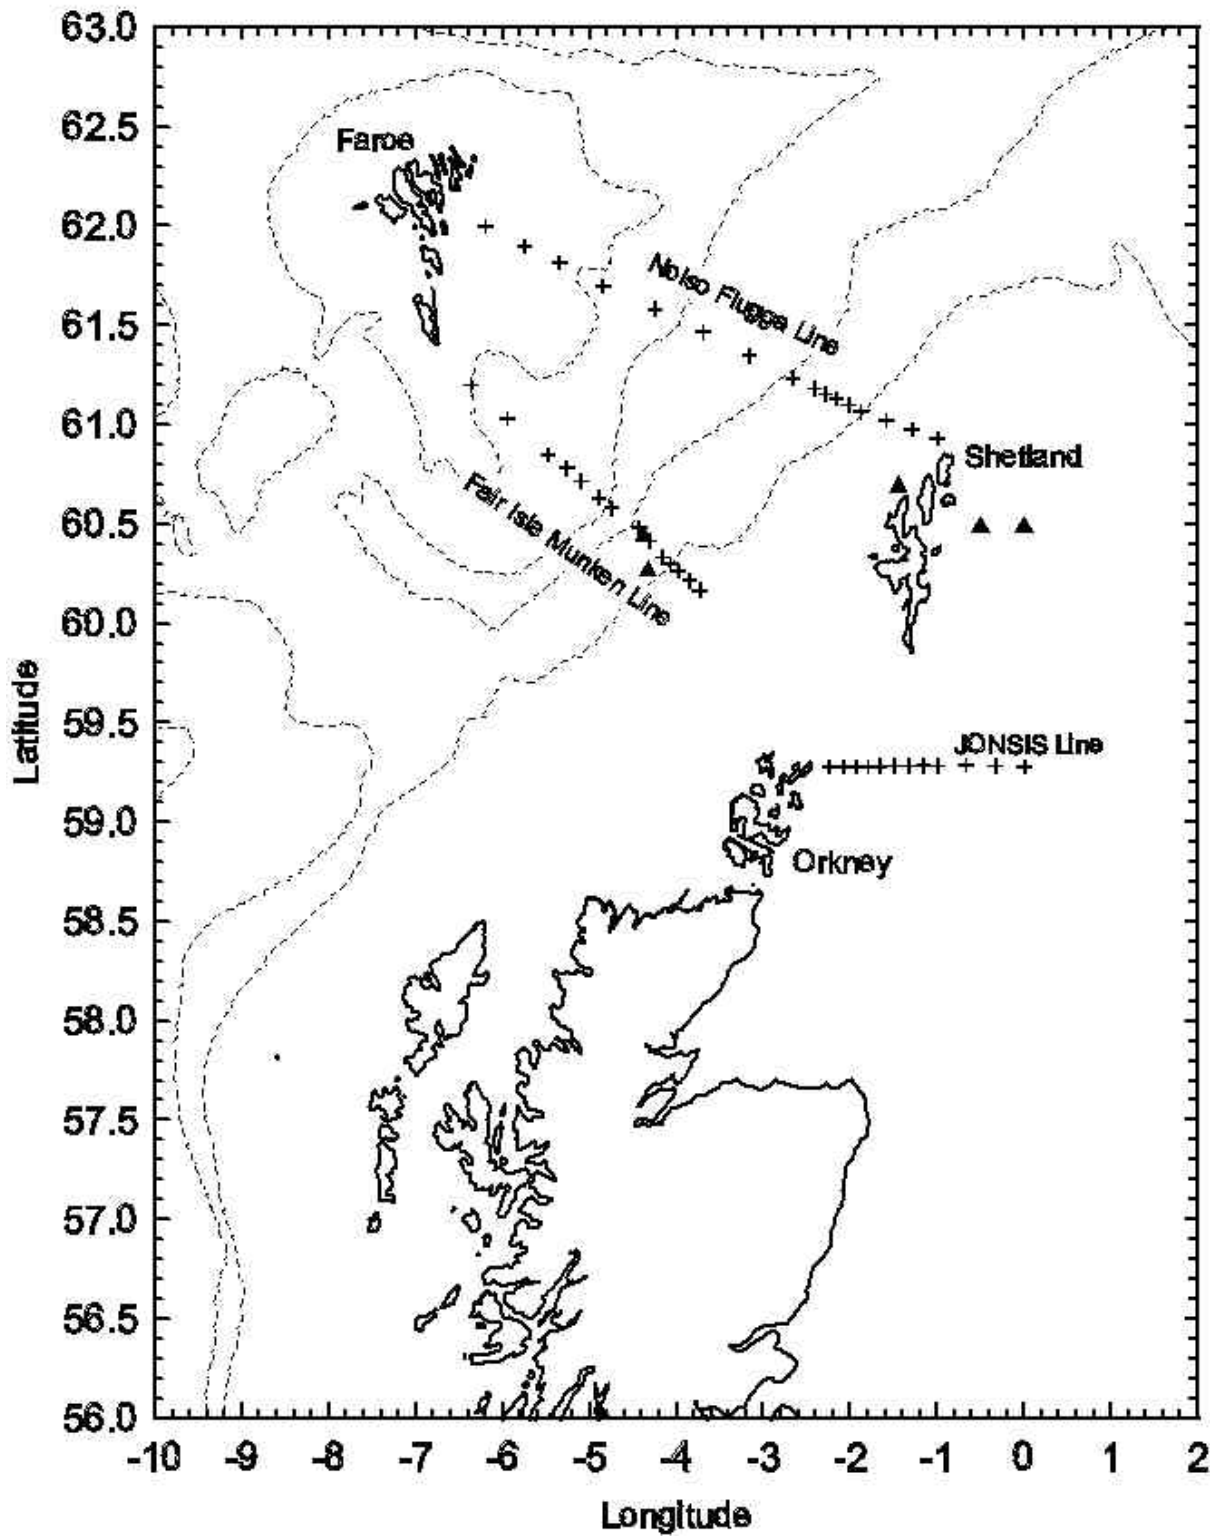 63.0
62.5
62.0
61.5
61.0
60.5
60.0
59.5
59.0
58.5
58.0
57.5
57.0
56.5
56.0
Latitude
Faroe
Nolso Flugga Line
Shetland
Fair Isle Munken Line
JONSIS Line
Orkney
-10 -9 -8 -7 -6 -5 -4 -3 -2 -1 0 1 2
Longitude